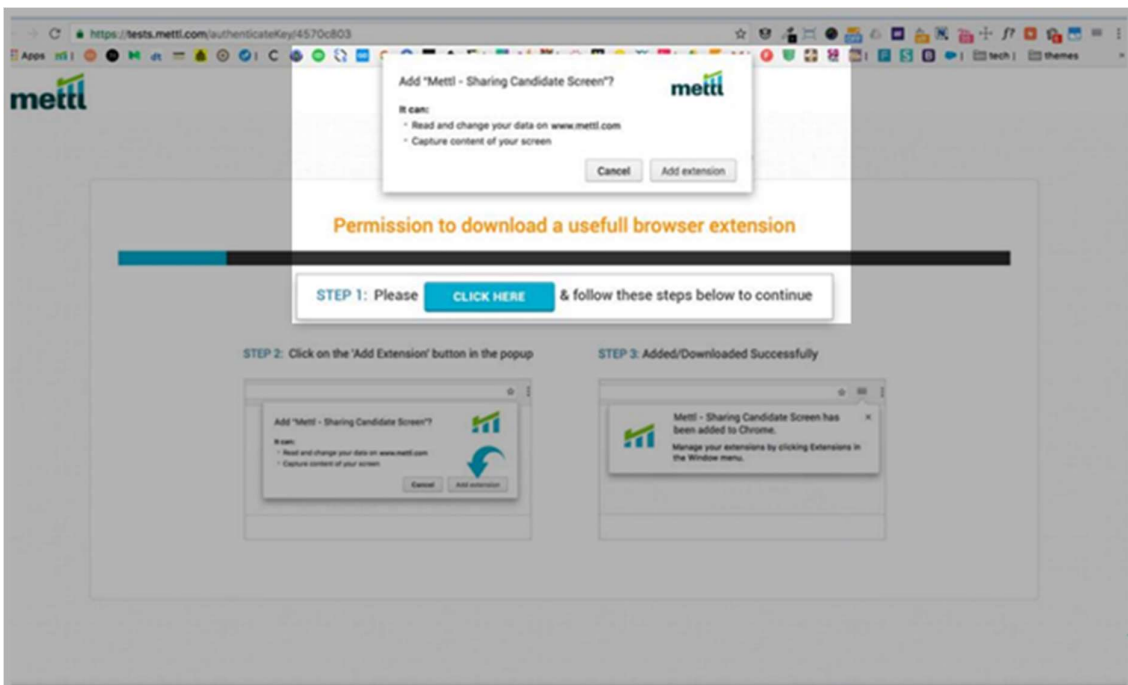 https://tests.mettl.com/authenticateKey/4570c803
Apps
tech
themes
mettl
Add "Mettl - Sharing Candidate Screen"?
mettl
It can:
· Read and change your data on www.mettl.com
· Capture content of your screen
Cancel
Add extension
Permission to download a usefull browser extension
STEP 1: Please CLICK HERE & follow these steps below to continue
STEP 2: Click on the 'Add Extension' button in the popup
STEP 3: Added/Downloaded Successfully
Add "Mettl - Sharing Candidate Screen"?
It can:
· Read and change your data on www.mettl.com
· Capture content of your screen
Cancel
Add extension
Mettl - Sharing Candidate Screen has
been added to Chrome.
Manage your extensions by clicking Extensions in
the Window menu.